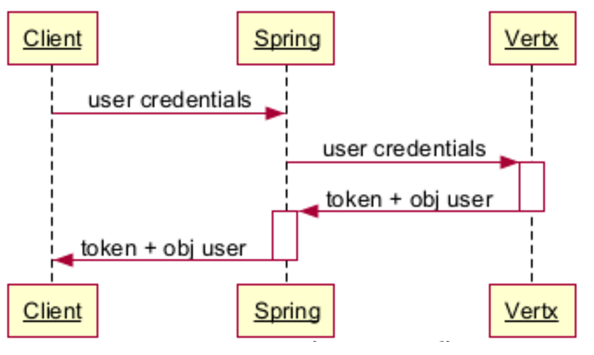 Client Spring Vertx
user credentials
user credentials
token + obj user
token + obj user
Client Spring Vertx